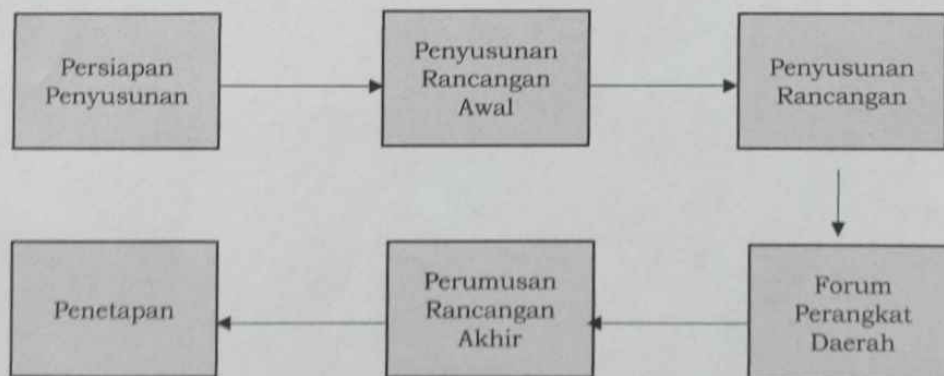 Persiapan
Penyusunan
Penyusunan
Rancangan
Awal
Penyusunan
Rancangan
Forum
Perangkat
Daerah
Perumusan
Rancangan
Akhir
Penetapan